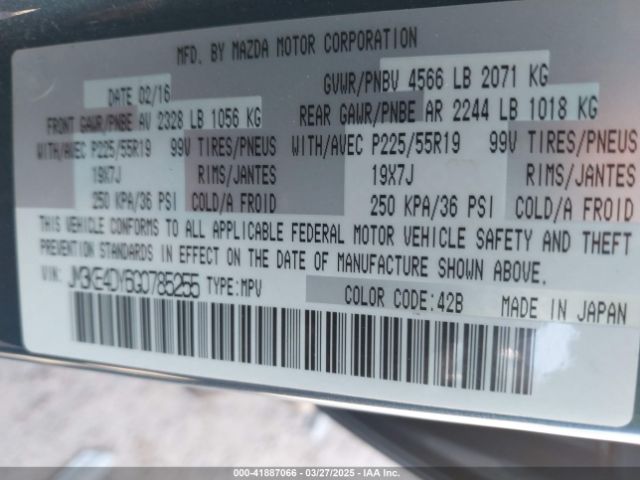 MFD. BY MAZDA MOTOR CORPORATION
DATE 02/16 GVWR/PNBV 4566 LB 2071 KG
FRONT GAWR/PNBE AV 2328 LB 1056 KG REAR GAWR/PNBE AR 2244 LB 1018 KG
WITH/AVEC P225/55R19 99V TIRES/PNEUS WITH/AVEC P225/55R19 99V TIRES/PNEUS
19X7J RIMS/JANTES 19X7J RIMS/JANTES
250 KPA/36 PSI COLD/A FROID 250 KPA/36 PSI COLD/A FROID
THIS VEHICLE CONFORMS TO ALL APPLICABLE FEDERAL MOTOR VEHICLE SAFETY AND THEFT
PREVENTION STANDARDS IN EFFECT ON THE DATE OF MANUFACTURE SHOWN ABOVE.
VIN: JM3KE4DY6G0785255 TYPE:MPV COLOR CODE:42B MADE IN JAPAN
000-41887066 — 03/27/2025 — IAA Inc.